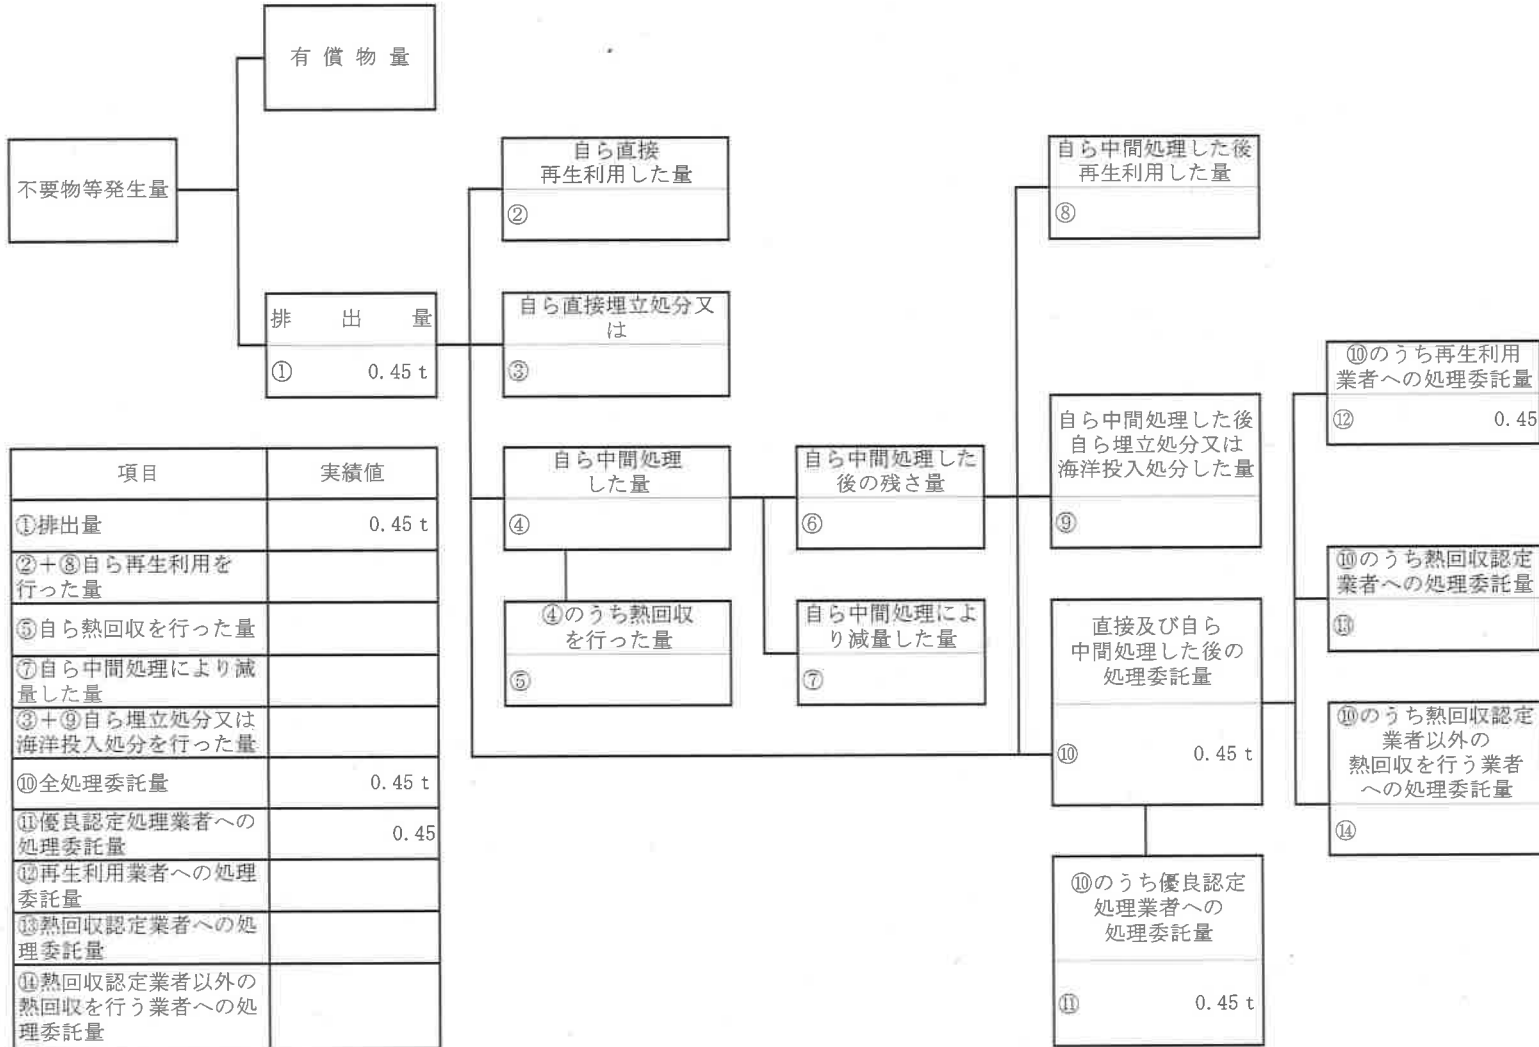 有償物量
不要物等発生量
排出量
① 0.45 t
自ら直接
再生利用した量
②
自ら直接埋立処分又
は
③
自ら中間処理
した量
④
④のうち熱回収
を行った量
⑤
自ら中間処理した
後の残さ量
⑥
自ら中間処理によ
り減量した量
⑦
自ら中間処理した後
再生利用した量
⑧
自ら中間処理した後
自ら埋立処分又は
海洋投入処分した量
⑨
直接及び自ら
中間処理した後の
処理委託量
⑩ 0.45 t
⑩のうち優良認定
処理業者への
処理委託量
⑪ 0.45 t
⑩のうち再生利用
業者への処理委託量
⑫ 0.45
⑩のうち熱回収認定
業者への処理委託量
⑬
⑩のうち熱回収認定
業者以外の
熱回収を行う業者
への処理委託量
⑭
項目 実績値
①排出量 0.45 t
②+⑧自ら再生利用を
行った量
⑤自ら熱回収を行った量
⑦自ら中間処理により減
量した量
③+⑨自ら埋立処分又は
海洋投入処分を行った量
⑩全処理委託量 0.45 t
⑪優良認定処理業者への
処理委託量 0.45
⑫再生利用業者への処理
委託量
⑬熱回収認定業者への処
理委託量
⑭熱回収認定業者以外の
熱回収を行う業者への処
理委託量